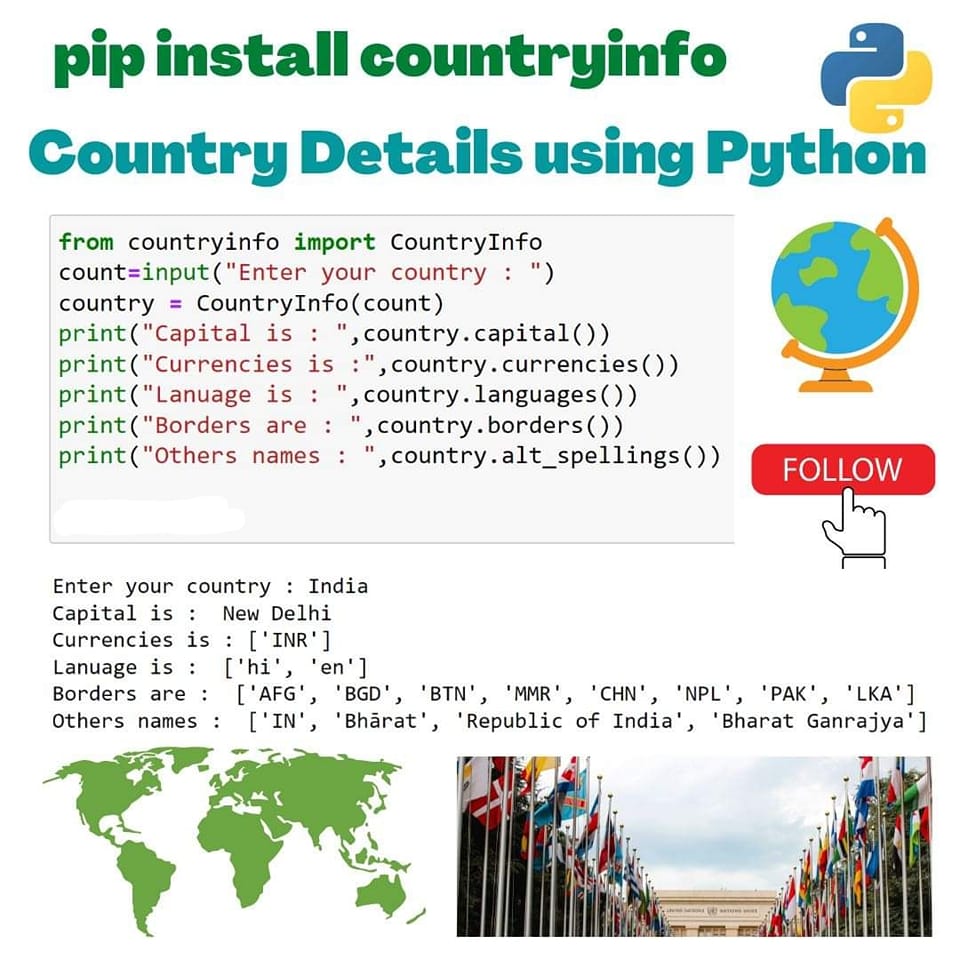 pip install countryinfo
Country Details using Python
from countryinfo import CountryInfo
count=input("Enter your country : ")
country = CountryInfo(count)
print("Capital is : ",country.capital())
print("Currencies is :",country.currencies())
print("Lanuage is : ",country.languages())
print("Borders are : ",country.borders())
print("Others names : ",country.alt_spellings())
FOLLOW
Enter your country : India
Capital is :  New Delhi
Currencies is : ['INR']
Lanuage is :  ['hi', 'en']
Borders are :  ['AFG', 'BGD', 'BTN', 'MMR', 'CHN', 'NPL', 'PAK', 'LKA']
Others names :  ['IN', 'Bhārat', 'Republic of India', 'Bharat Ganrajya']
UNITED NATIONS